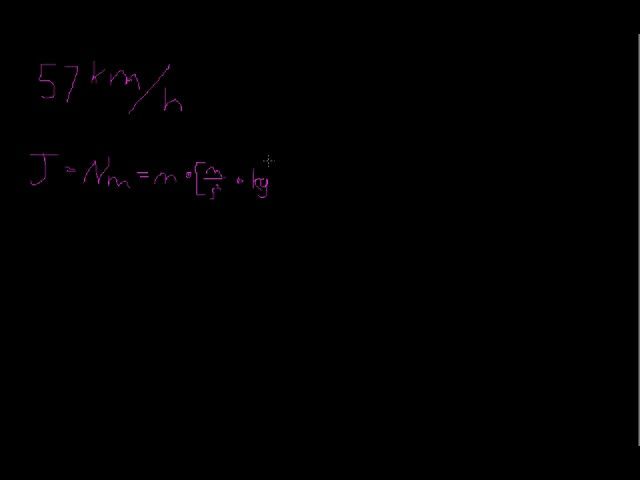 57 km/h
J = Nm = m · [m/s² · kg